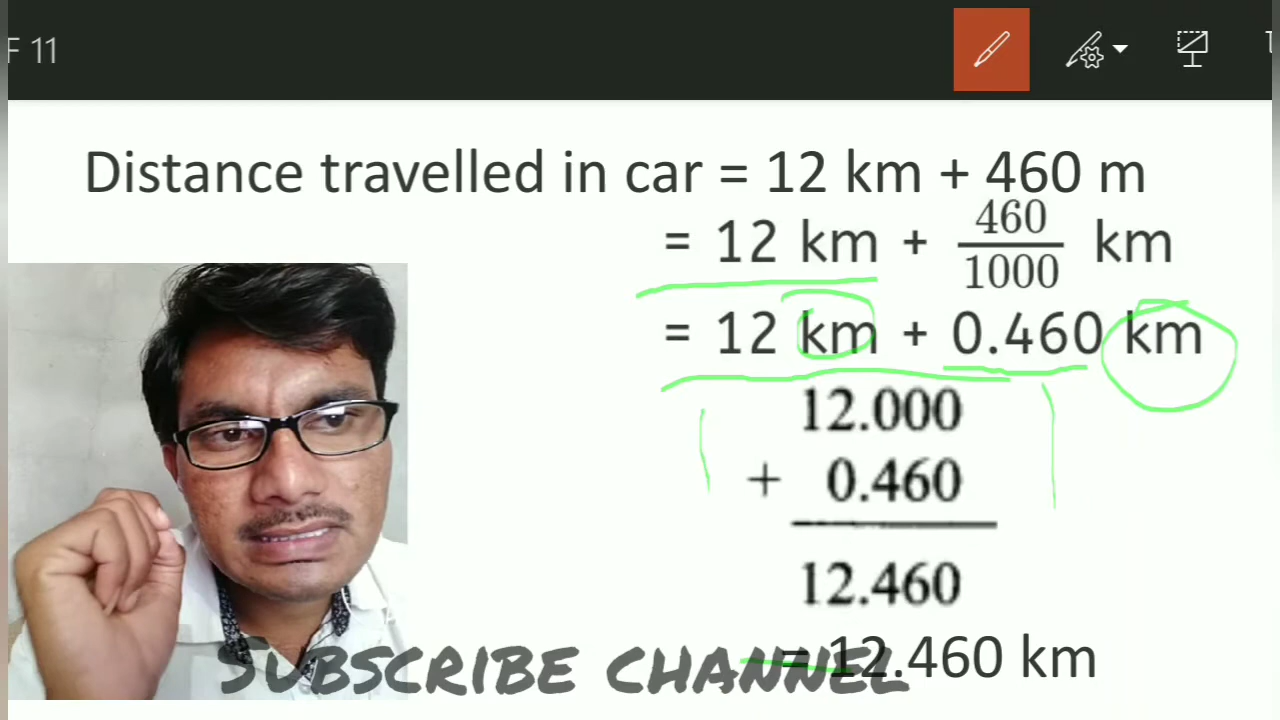 F 11
Distance travelled in car = 12 km + 460 m
= 12 km + 460/1000 km
= 12 km + 0.460 km
12.000
+ 0.460
12.460
= 12.460 km
SUBSCRIBE CHANNEL